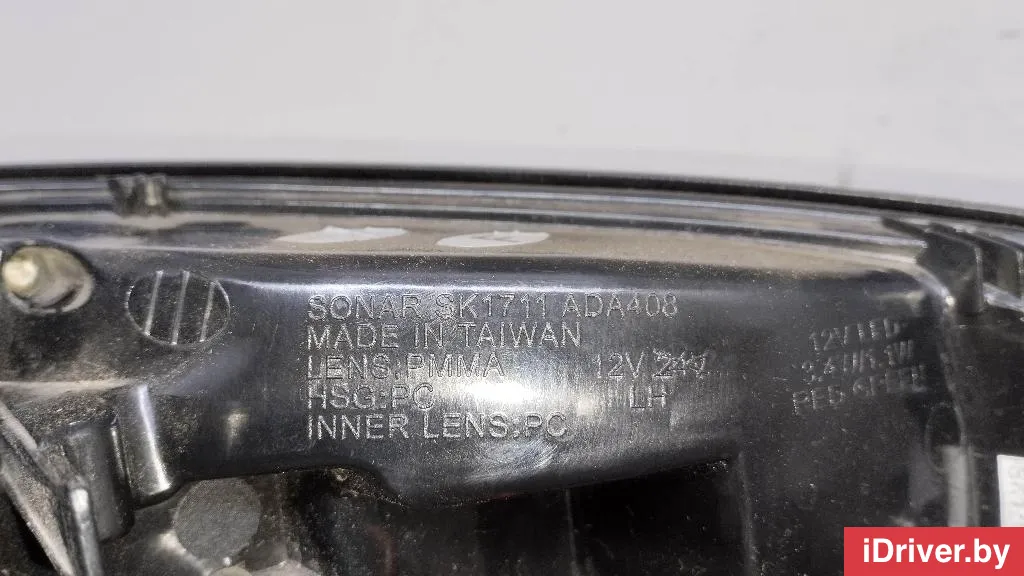 SONAR SK1711 ADA408
MADE IN TAIWAN
LENS:PMMA 12V
HSG:PC LH
INNER LENS:PC
12V LED
iDriver.by